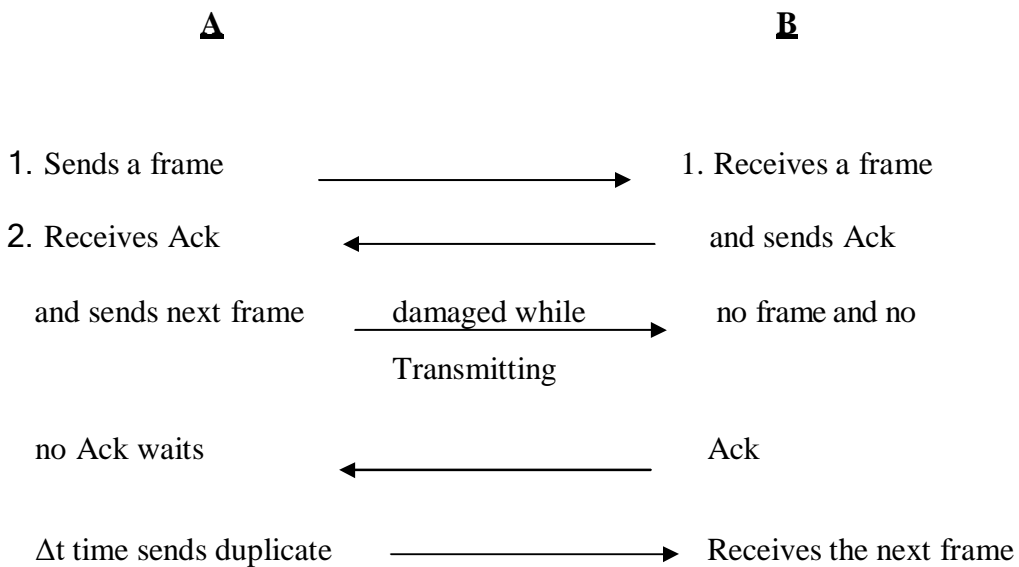 A B
1. Sends a frame 1. Receives a frame
2. Receives Ack and sends Ack
and sends next frame damaged while no frame and no
Transmitting
no Ack waits Ack
Δt time sends duplicate Receives the next frame